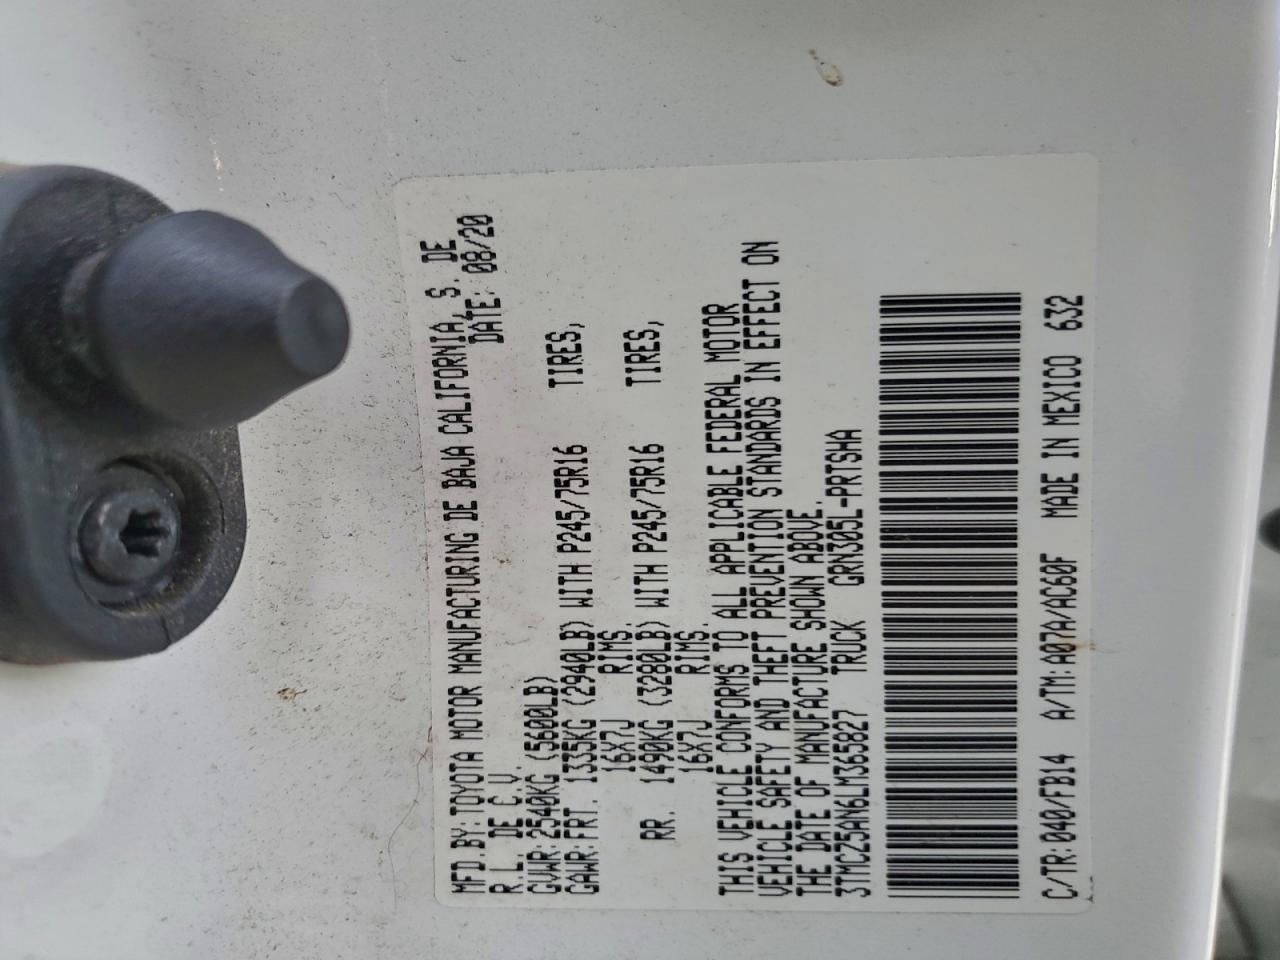 MFD.BY:TOYOTA MOTOR MANUFACTURING DE BAJA CALIFORNIA, S. DE
R.L. DE C.V. DATE: 08/20
GVWR:2540KG (5600LB)
GAWR:FRT. 1335KG (2940LB) WITH P245/75R16 TIRES,
16X7J RIMS.
RR. 1490KG (3280LB) WITH P245/75R16 TIRES,
16X7J RIMS.
THIS VEHICLE CONFORMS TO ALL APPLICABLE FEDERAL MOTOR
VEHICLE SAFETY AND THEFT PREVENTION STANDARDS IN EFFECT ON
THE DATE OF MANUFACTURE SHOWN ABOVE.
3TMCZ5AN6LM365827 TRUCK GRN305L-PRTSHA
C/TR:040/FB14 A/TM:A07A/AC60F MADE IN MEXICO 632